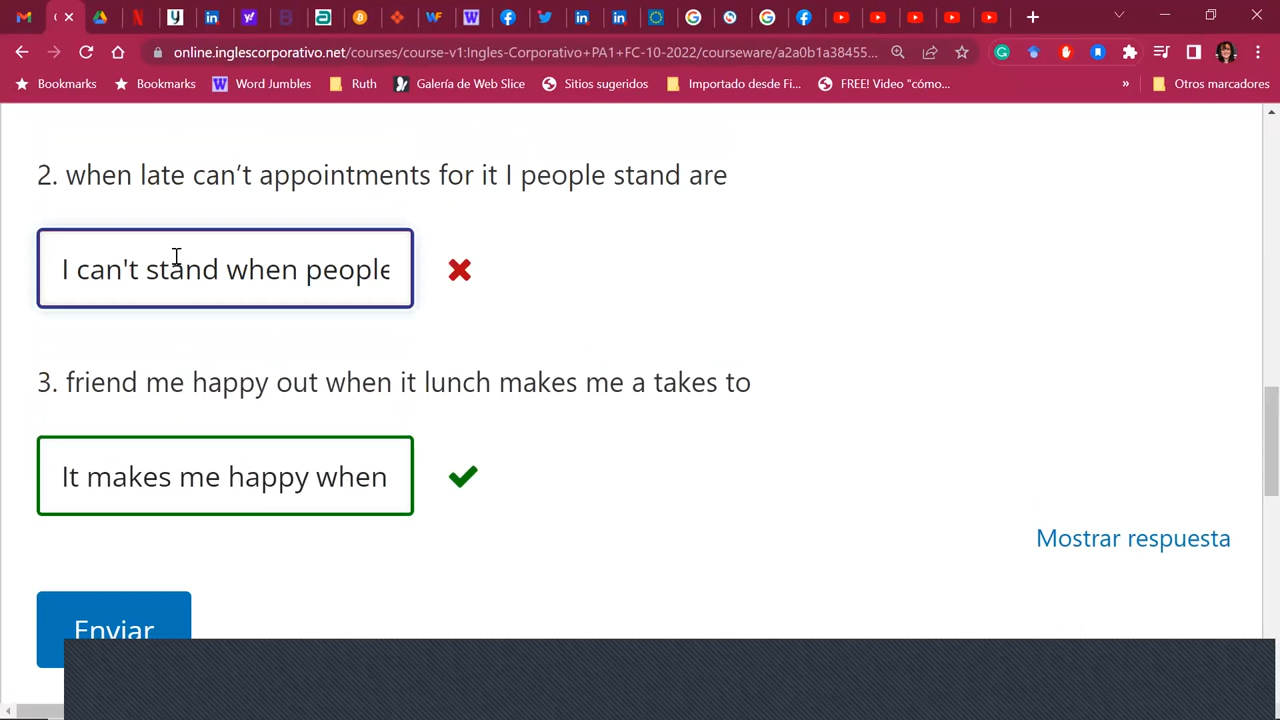 online.inglescorporativo.net/courses/course-v1:Ingles-Corporativo+PA1+FC-10-2022/courseware/a2a0b1a38455...
Bookmarks Bookmarks Word Jumbles Ruth Galería de Web Slice Sitios sugeridos Importado desde Fi... FREE! Video "cómo... » Otros marcadores
2. when late can’t appointments for it I people stand are
I can't stand when people
3. friend me happy out when it lunch makes me a takes to
It makes me happy when
Mostrar respuesta
Enviar